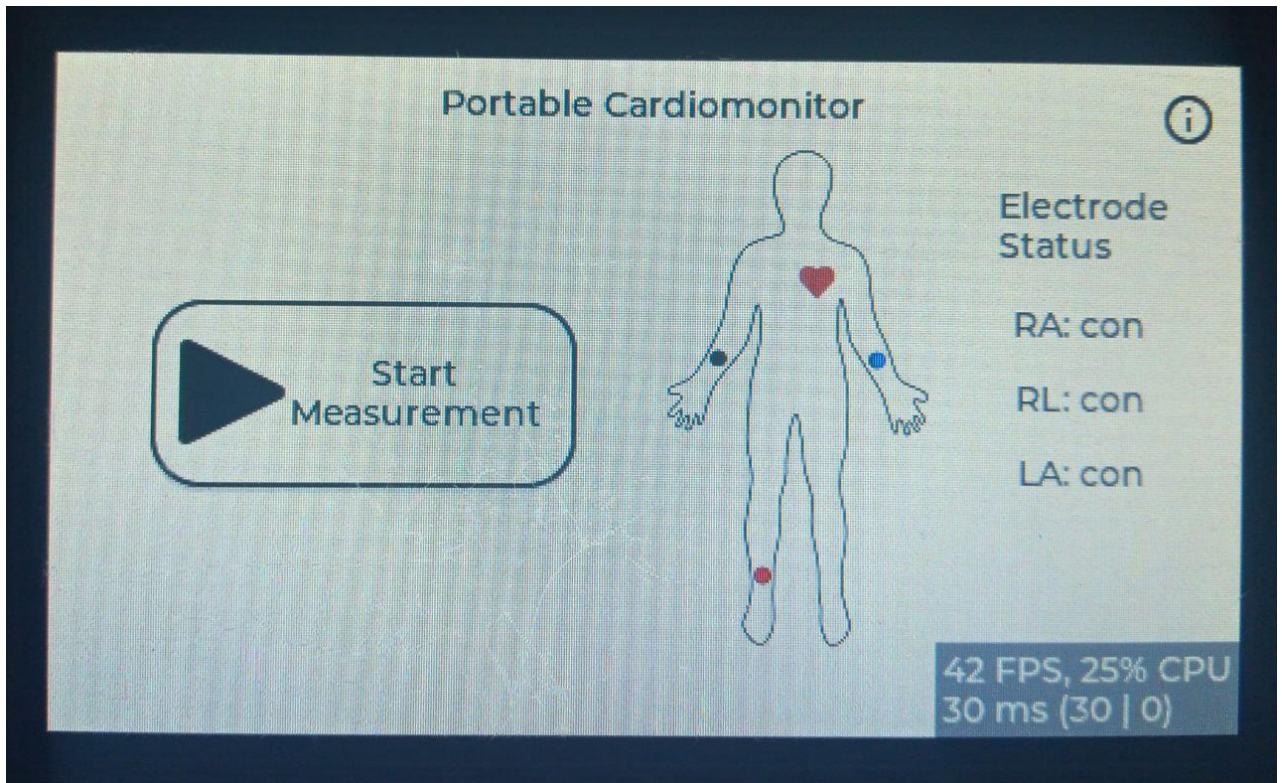 Portable Cardiomonitor
i
Electrode
Status
RA: con
RL: con
LA: con
Start
Measurement
42 FPS, 25% CPU
30 ms (30 | 0)